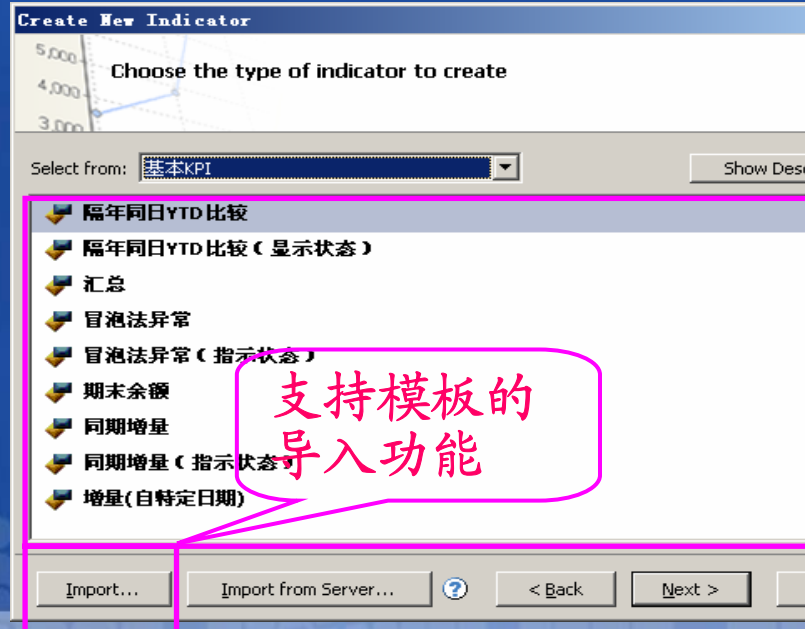 Create New Indicator
5,000
4,000
3,000
Choose the type of indicator to create
Select from: 基本KPI
Show Desc
隔年同日YTD比较
隔年同日YTD比较（显示状态）
汇总
冒泡法异常
冒泡法异常（指示状态）
期末余额
同期增量
同期增量（指示状态）
增量(自特定日期)
支持模板的
导入功能
Import...
Import from Server...
?
< Back
Next >